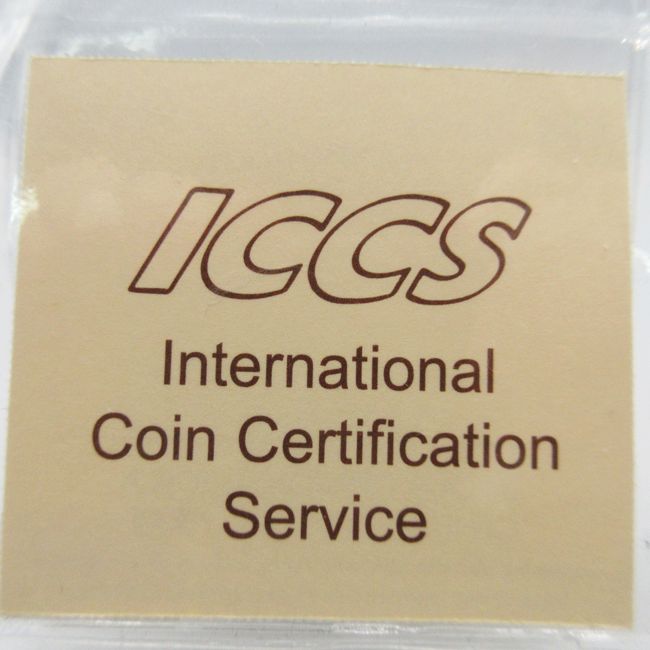 ICCS
International
Coin Certification
Service